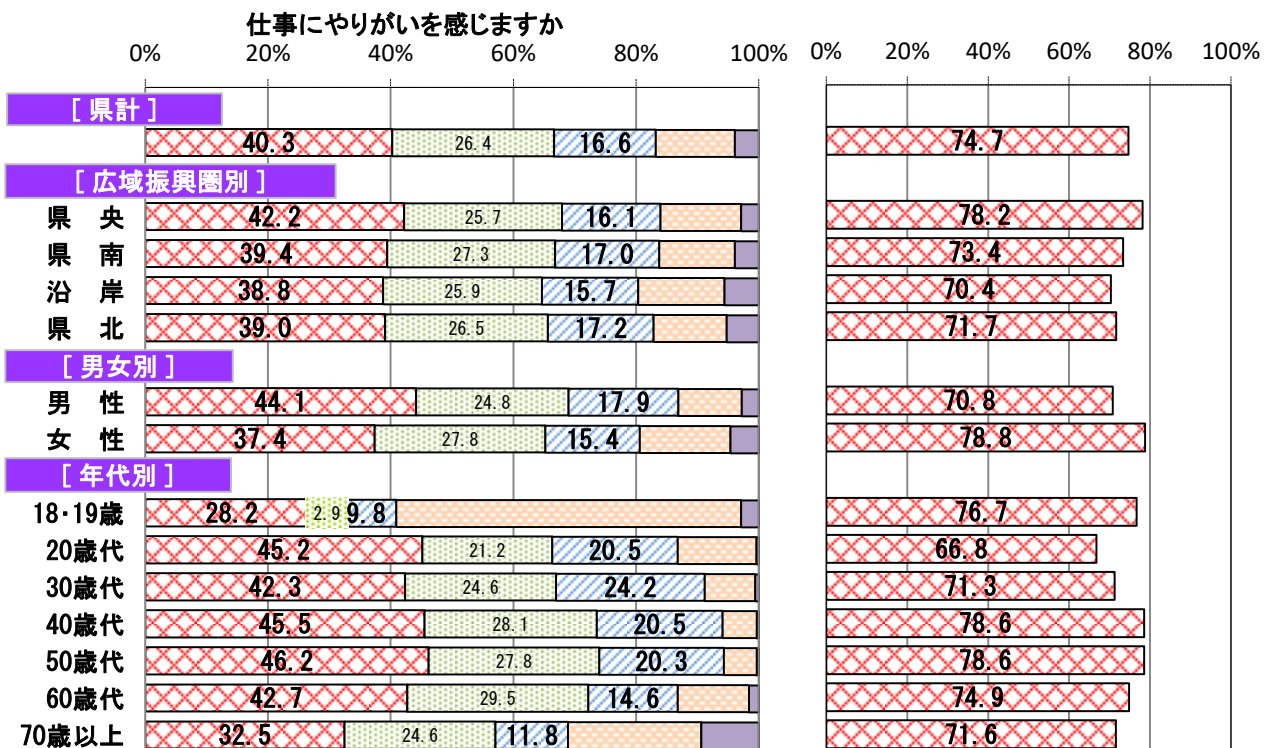 仕事にやりがいを感じますか
0% 20% 40% 60% 80% 100% 0% 20% 40% 60% 80% 100%
[ 県計 ]
40.3 26.4 16.6 74.7
[ 広域振興圏別 ]
県 央 42.2 25.7 16.1 78.2
県 南 39.4 27.3 17.0 73.4
沿 岸 38.8 25.9 15.7 70.4
県 北 39.0 26.5 17.2 71.7
[ 男女別 ]
男 性 44.1 24.8 17.9 70.8
女 性 37.4 27.8 15.4 78.8
[ 年代別 ]
18・19歳 28.2 2.9 9.8 76.7
20歳代 45.2 21.2 20.5 66.8
30歳代 42.3 24.6 24.2 71.3
40歳代 45.5 28.1 20.5 78.6
50歳代 46.2 27.8 20.3 78.6
60歳代 42.7 29.5 14.6 74.9
70歳以上 32.5 24.6 11.8 71.6